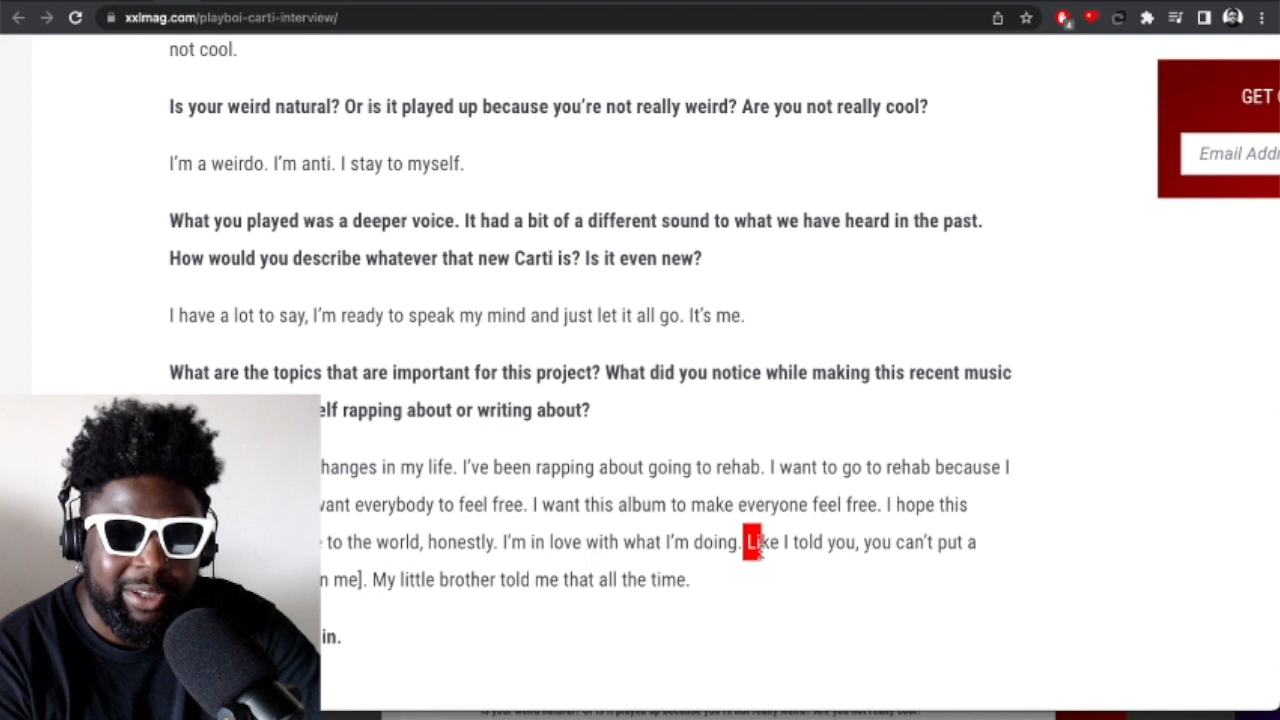 xxlmag.com/playboi-carti-interview/
4
not cool.
GET
Is your weird natural? Or is it played up because you’re not really weird? Are you not really cool?
Email Addr
I’m a weirdo. I’m anti. I stay to myself.
What you played was a deeper voice. It had a bit of a different sound to what we have heard in the past.
How would you describe whatever that new Carti is? Is it even new?
I have a lot to say, I’m ready to speak my mind and just let it all go. It’s me.
What are the topics that are important for this project? What did you notice while making this recent music
elf rapping about or writing about?
hanges in my life. I’ve been rapping about going to rehab. I want to go to rehab because I
want everybody to feel free. I want this album to make everyone feel free. I hope this
to the world, honestly. I’m in love with what I’m doing. Like I told you, you can’t put a
n me]. My little brother told me that all the time.
in.